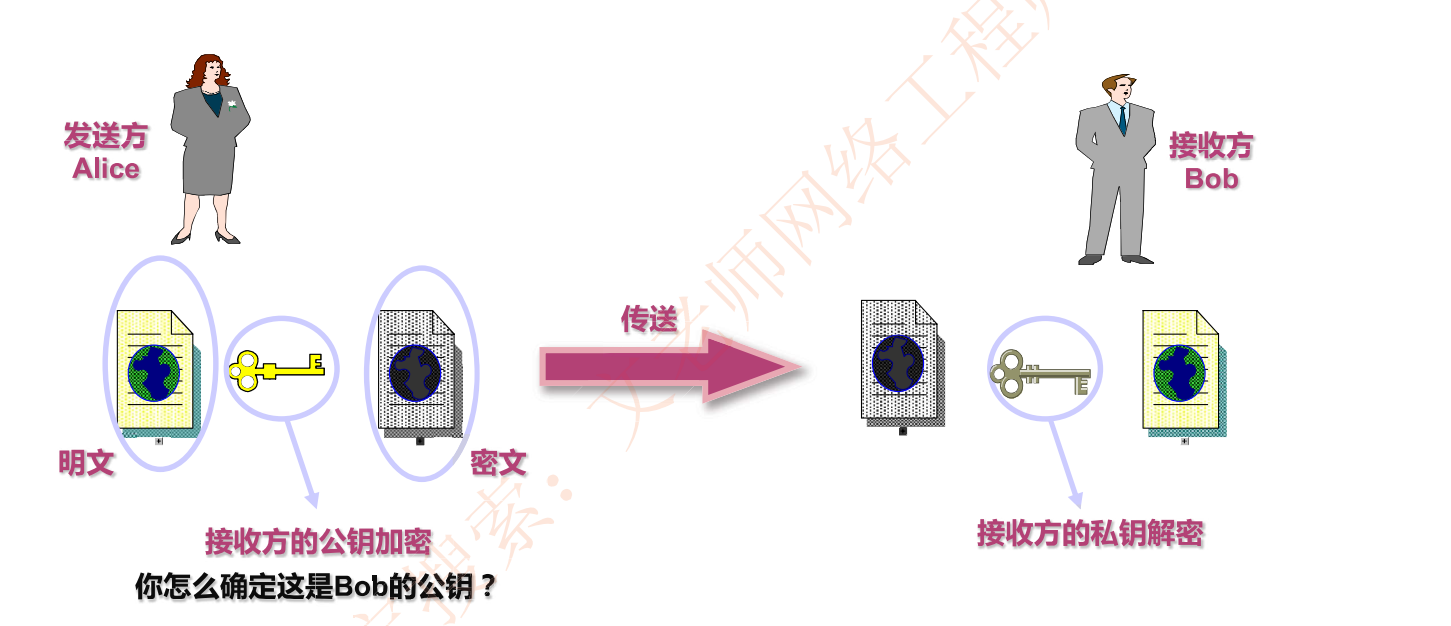 发送方
Alice
接收方
Bob
传送
明文
密文
接收方的公钥加密
你怎么确定这是Bob的公钥？
接收方的私钥解密
搜索：文老师网络工程师